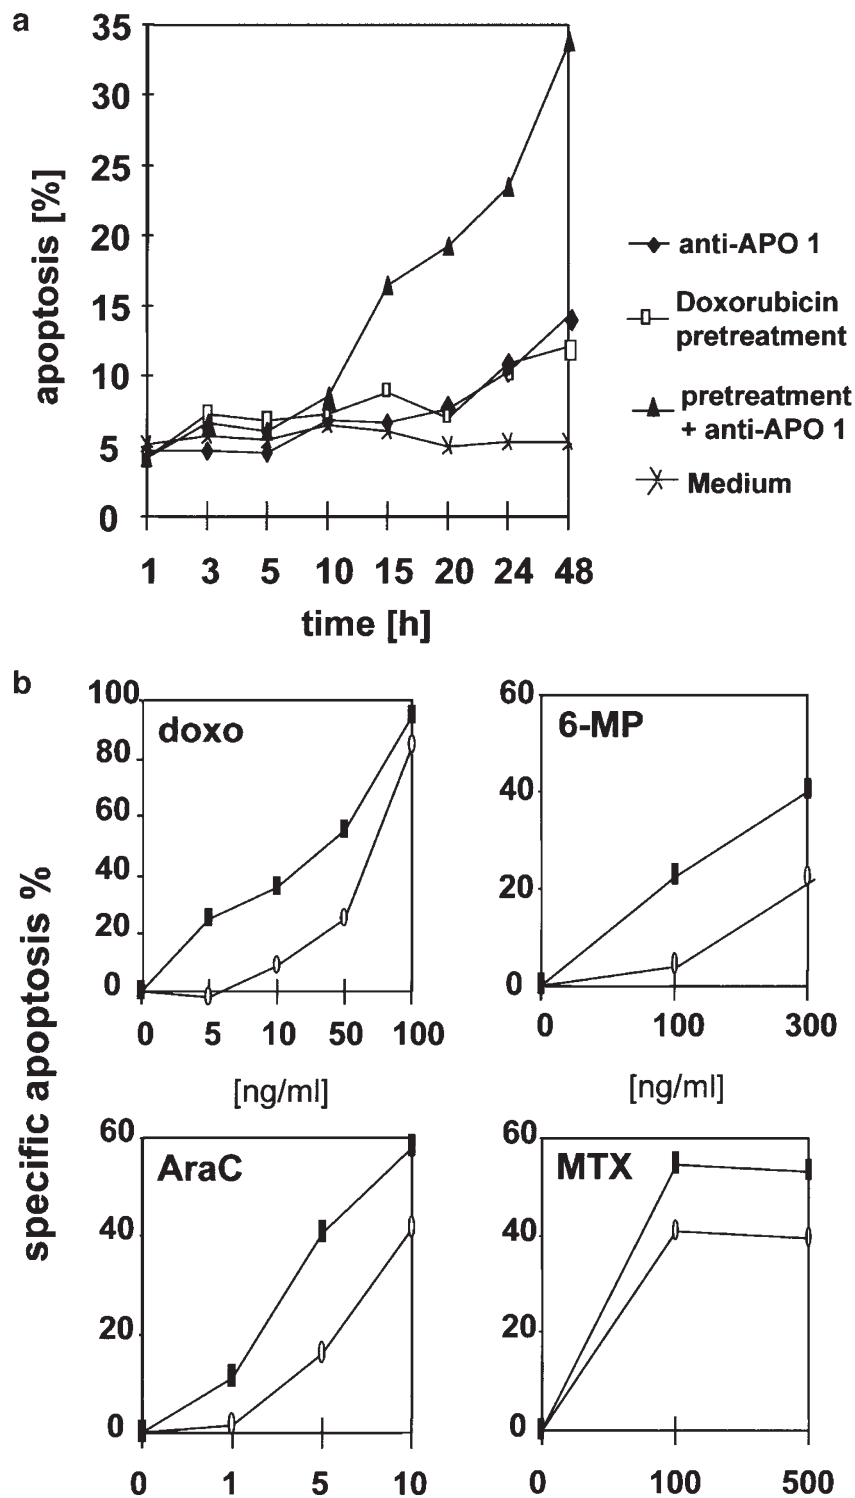 a
35
30
25
20
15
10
5
0
apoptosis [%]
1 3 5 10 15 20 24 48
time [h]
anti-APO 1
Doxorubicin
pretreatment
pretreatment
+ anti-APO 1
Medium
b
specific apoptosis %
doxo
100
80
60
40
20
0
0 5 10 50 100
[ng/ml]
6-MP
60
40
20
0
0 100 300
[ng/ml]
AraC
60
40
20
0
0 1 5 10
MTX
60
40
20
0
0 100 500